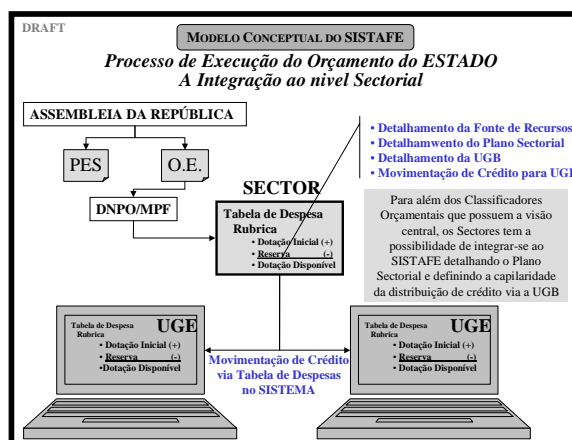 DRAFT
MODELO CONCEPTUAL DO SISTAFE
Processo de Execução do Orçamento do ESTADO
A Integração ao nivel Sectorial
ASSEMBLEIA DA REPÚBLICA
PES
O.E.
DNPO/MPF
• Detalhamento da Fonte de Recursos
• Detalhamwento do Plano Sectorial
• Detalhamento da UGB
• Movimentação de Crédito para UGE
SECTOR
Tabela de Despesa
Rubrica
• Dotação Inicial (+)
• Reserva (-)
• Dotação Disponível
Para além dos Classificadores
Orçamentais que possuem a visão
central, os Sectores tem a
possibilidade de integrar-se ao
SISTAFE detalhando o Plano
Sectorial e definindo a capilaridade
da distribuição de crédito via a UGB
Tabela de Despesa UGE
Rubrica
• Dotação Inicial (+)
• Reserva (-)
•Dotação Disponível
Movimentação de Crédito
via Tabela de Despesas
no SISTEMA
Tabela de Despesa UGE
Rubrica
• Dotação Inicial (+)
• Reserva (-)
•Dotação Disponível